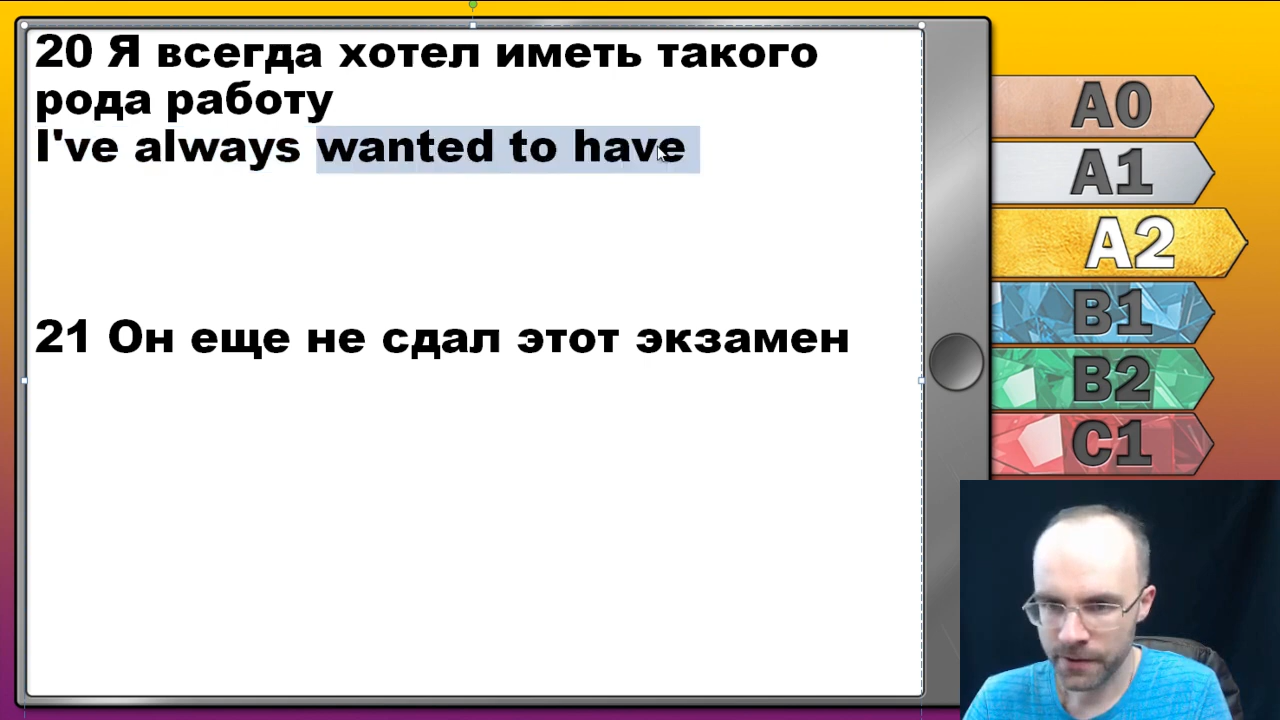 20 Я всегда хотел иметь такого
рода работу
I've always wanted to have
21 Он еще не сдал этот экзамен
A0
A1
A2
B1
B2
C1